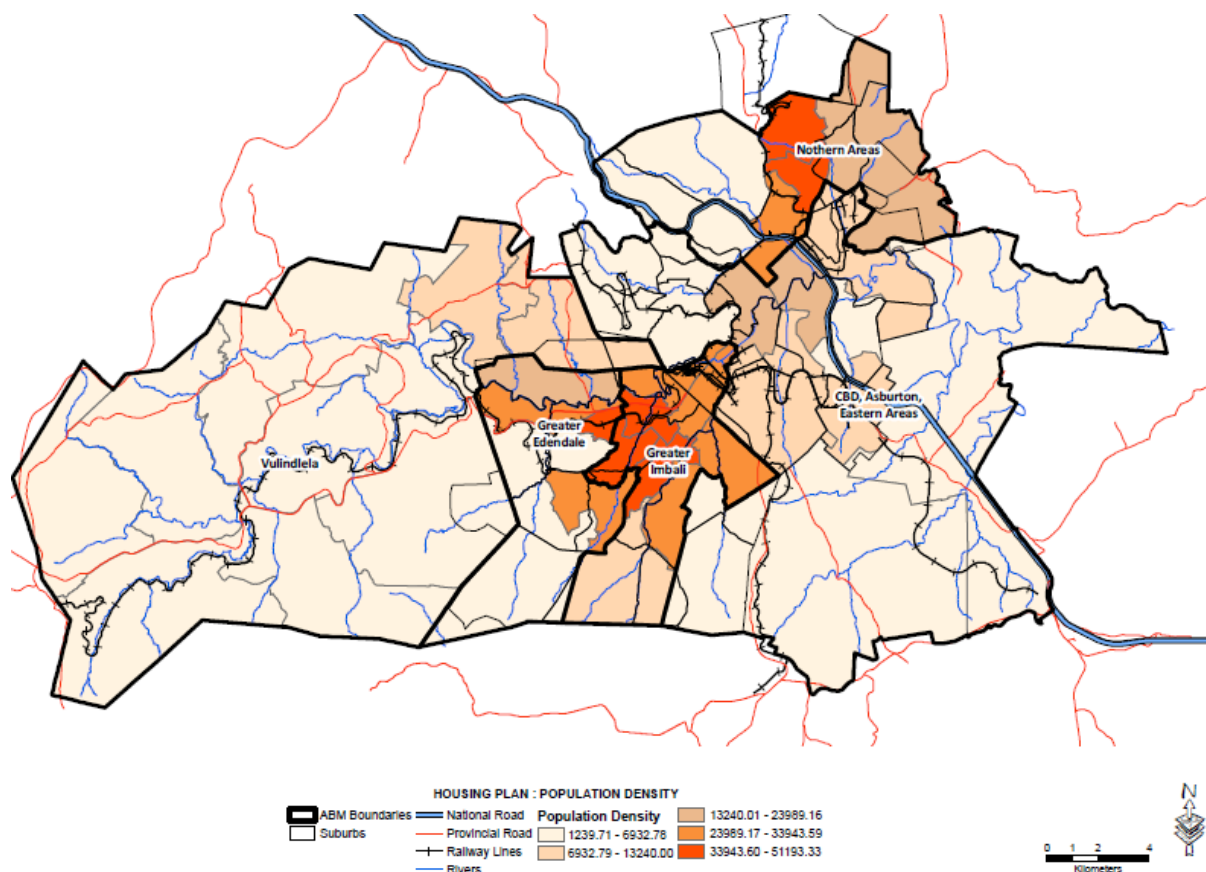 Nothern Areas
CBD, Asburton,
Eastern Areas
Greater
Edendale
Greater
Imbali
Vulindlela
HOUSING PLAN : POPULATION DENSITY
ABM Boundaries
Suburbs
National Road
Provincial Road
Railway Lines
Rivers
Population Density
1239.71 - 6932.78
6932.79 - 13240.00
13240.01 - 23989.16
23989.17 - 33943.59
33943.60 - 51193.33
N
0 1 2 4
Kilometers